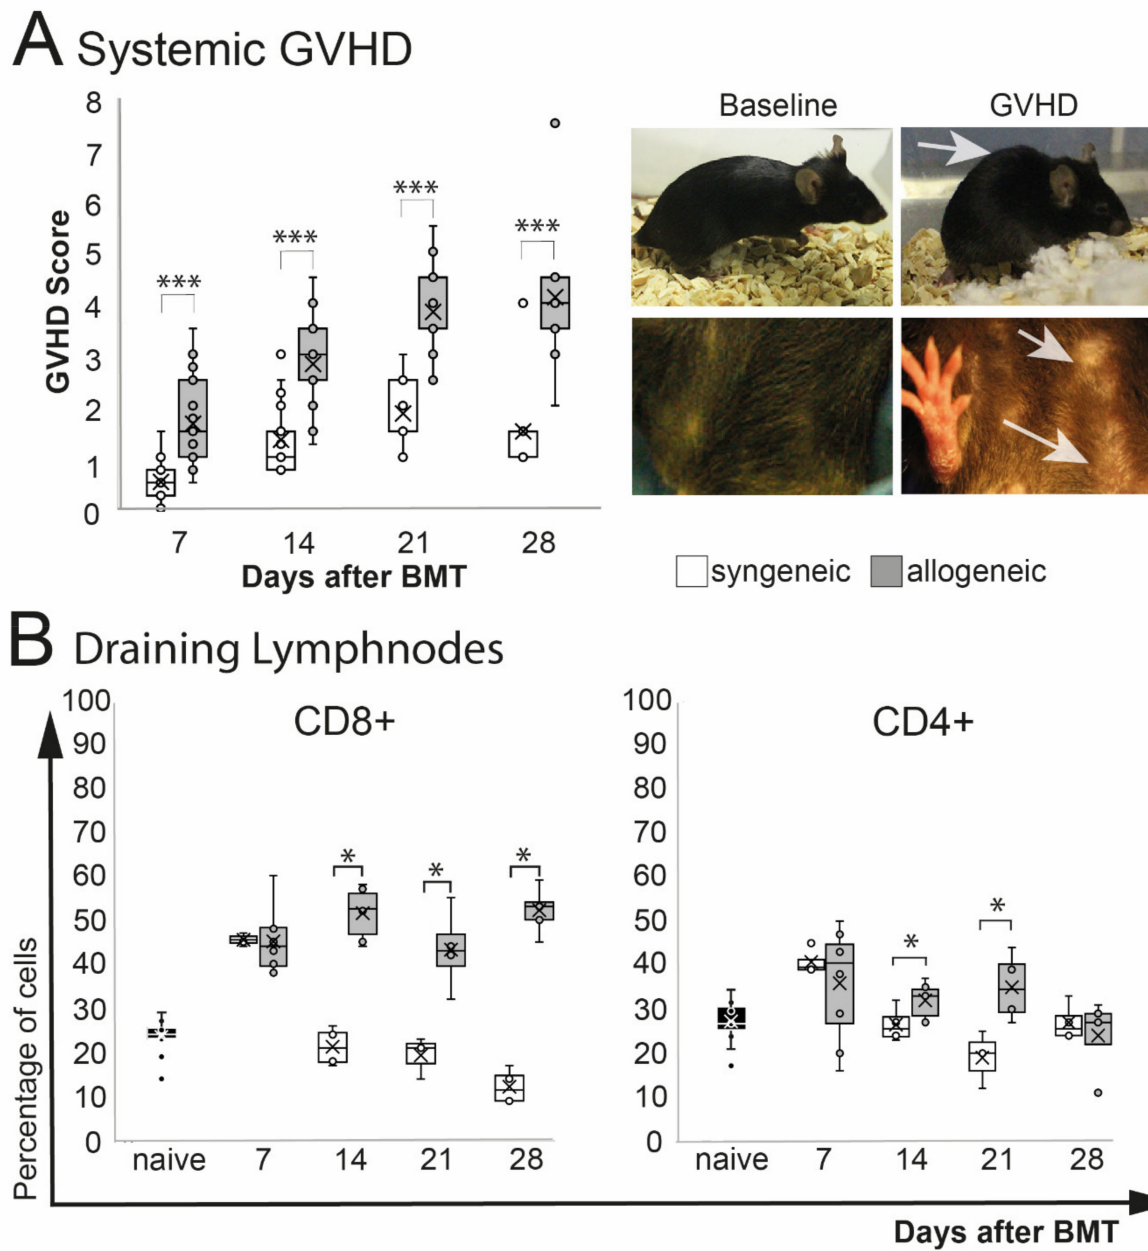 A Systemic GVHD
8
7
6
5
4
3
2
1
0
GVHD Score
***
***
***
***
7 14 21 28
Days after BMT
Baseline GVHD
syngeneic allogeneic
B Draining Lymphnodes
CD8+
100
90
80
70
60
50
40
30
20
10
0
* * *
naive 7 14 21 28
Percentage of cells
CD4+
100
90
80
70
60
50
40
30
20
10
0
* *
naive 7 14 21 28
Days after BMT